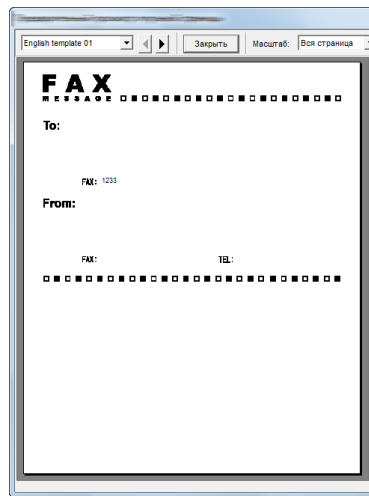 English template 01 Закрыть Масштаб: Вся страница
FAX
MESSAGE
To:
FAX: 1233
From:
FAX: TEL: